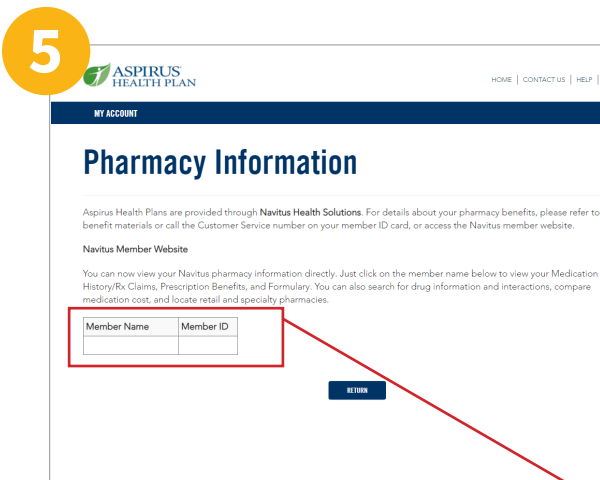 5
ASPIRUS
HEALTH PLAN
HOME | CONTACT US | HELP |
MY ACCOUNT
Pharmacy Information
Aspirus Health Plans are provided through Navitus Health Solutions. For details about your pharmacy benefits, please refer to
benefit materials or call the Customer Service number on your member ID card, or access the Navitus member website.
Navitus Member Website
You can now view your Navitus pharmacy information directly. Just click on the member name below to view your Medication
History/Rx Claims, Prescription Benefits, and Formulary. You can also search for drug information and interactions, compare
medication cost, and locate retail and specialty pharmacies.
Member Name Member ID
RETURN